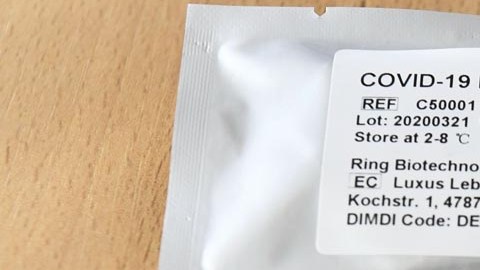 COVID-19
REF C50001
Lot: 20200321
Store at 2-8 ℃
Ring Biotechno
EC Luxus Leb
Kochstr. 1, 4787
DIMDI Code: DE